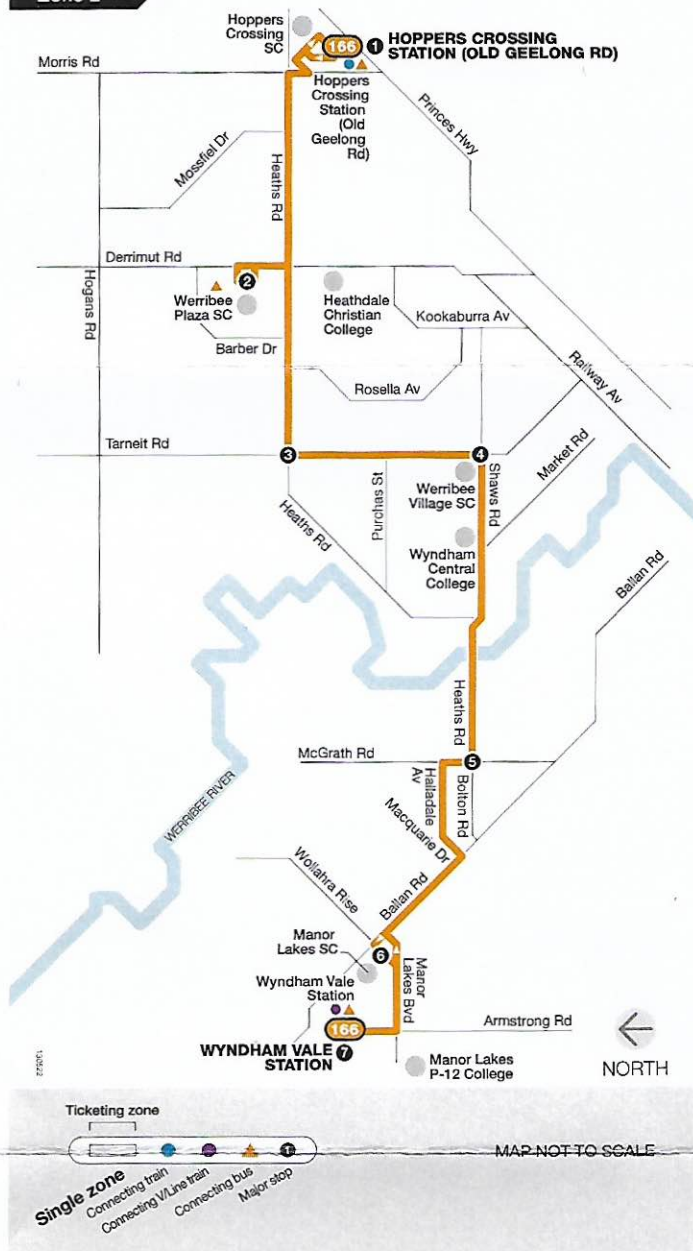 Hoppers
Crossing
SC
166
1
HOPPERS CROSSING
STATION (OLD GEELONG RD)
Morris Rd
Hoppers
Crossing
Station
(Old
Geelong
Rd)
Princes Hwy
Mossfiel Dr
Heaths Rd
Derrimut Rd
2
Hogans Rd
Werribee
Plaza SC
Heathdale
Christian
College
Kookaburra Av
Barber Dr
Railway Av
Rosella Av
Tarneit Rd
3
4
Market Rd
Purchas St
Werribee
Village SC
Shaws Rd
Heaths Rd
Wyndham
Central
College
Ballan Rd
Heaths Rd
McGrath Rd
5
Halladale
Av
Bolton Rd
WERRIBEE RIVER
Macquarie Dr
Wollahra Rise
Ballan Rd
Manor
Lakes SC
6
Manor
Lakes Bvd
Wyndham Vale
Station
166
Armstrong Rd
WYNDHAM VALE
STATION
7
Manor Lakes
P-12 College
NORTH
130522
Ticketing zone
1
Single zone
Connecting train
Connecting V/Line train
Connecting bus
Major stop
MAP NOT TO SCALE